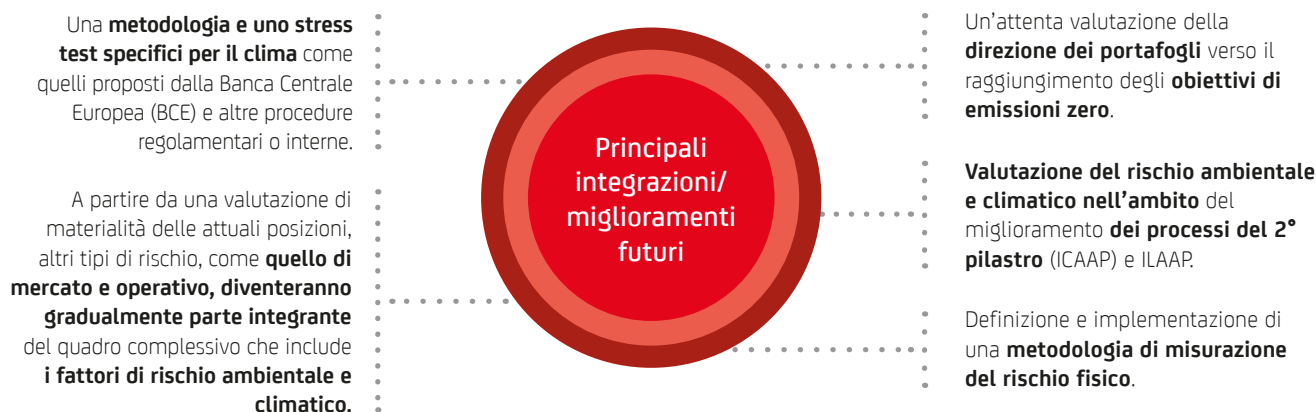 Una metodologia e uno stress
test specifici per il clima come
quelli proposti dalla Banca Centrale
Europea (BCE) e altre procedure
regolamentari o interne.
A partire da una valutazione di
materialità delle attuali posizioni,
altri tipi di rischio, come quello di
mercato e operativo, diventeranno
gradualmente parte integrante
del quadro complessivo che include
i fattori di rischio ambientale e
climatico.
Principali
integrazioni/
miglioramenti
futuri
Un’attenta valutazione della
direzione dei portafogli verso il
raggiungimento degli obiettivi di
emissioni zero.
Valutazione del rischio ambientale
e climatico nell’ambito del
miglioramento dei processi del 2°
pilastro (ICAAP) e ILAAP.
Definizione e implementazione di
una metodologia di misurazione
del rischio fisico.